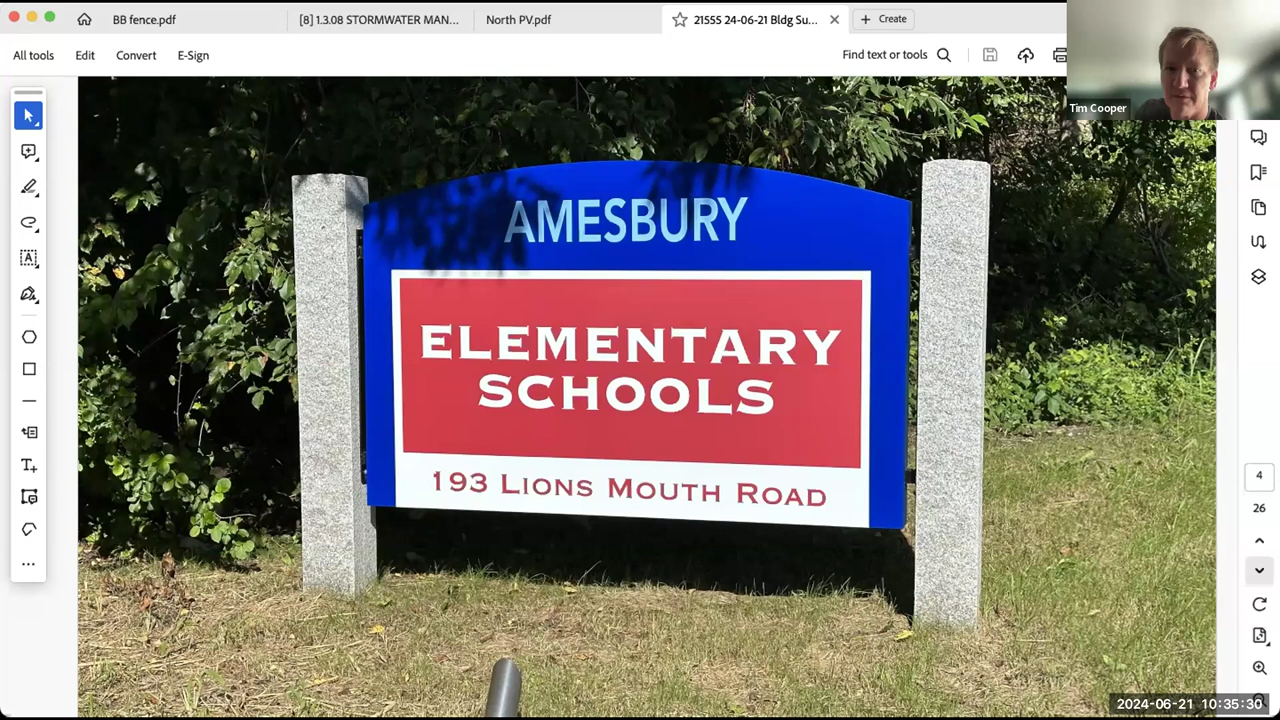 BB fence.pdf
[8] 1.3.08 STORMWATER MAN...
North PV.pdf
21555 24-06-21 Bldg Su...
Create
All tools
Edit
Convert
E-Sign
Find text or tools
Tim Cooper
AMESBURY
ELEMENTARY
SCHOOLS
193 LIONS MOUTH ROAD
4
26
2024-06-21 10:35:30